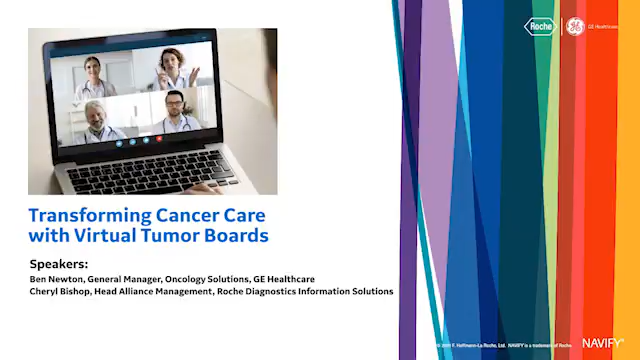 Roche
GE Healthcare
Transforming Cancer Care
with Virtual Tumor Boards
Speakers:
Ben Newton, General Manager, Oncology Solutions, GE Healthcare
Cheryl Bishop, Head Alliance Management, Roche Diagnostics Information Solutions
F. Hoffmann-La Roche, Ltd. NAVIFY is a trademark of Roche.
NAVIFY®